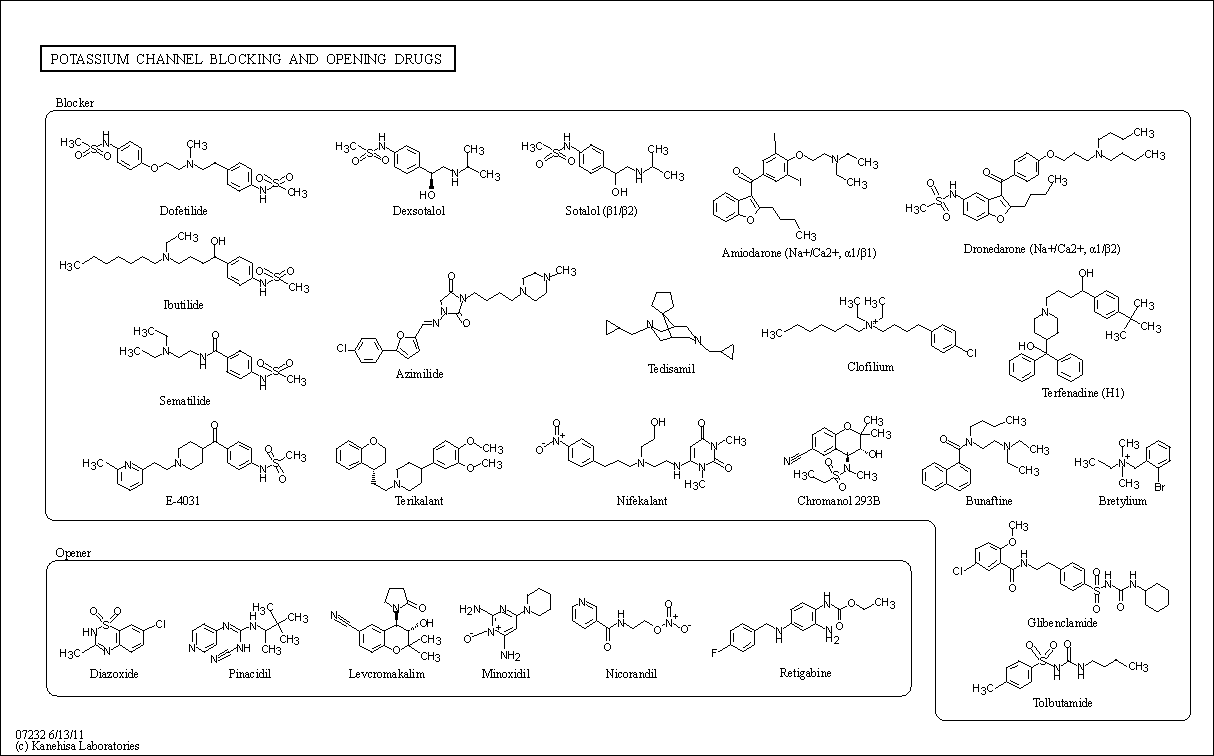 POTASSIUM CHANNEL BLOCKING AND OPENING DRUGS
Blocker
Dofetilide
Dexsotalol
Sotalol (β1/β2)
Amiodarone (Na+/Ca2+, α1/β1)
Dronedarone (Na+/Ca2+, α1/β2)
Ibutilide
Azimilide
Tedisamil
Clofilium
Terfenadine (H1)
Sematilide
E-4031
Terikalant
Nifekalant
Chromanol 293B
Bunaftine
Bretylium
Glibenclamide
Tolbutamide
Opener
Diazoxide
Pinacidil
Levcromakalim
Minoxidil
Nicorandil
Retigabine
07232 6/13/11
(c) Kanehisa Laboratories